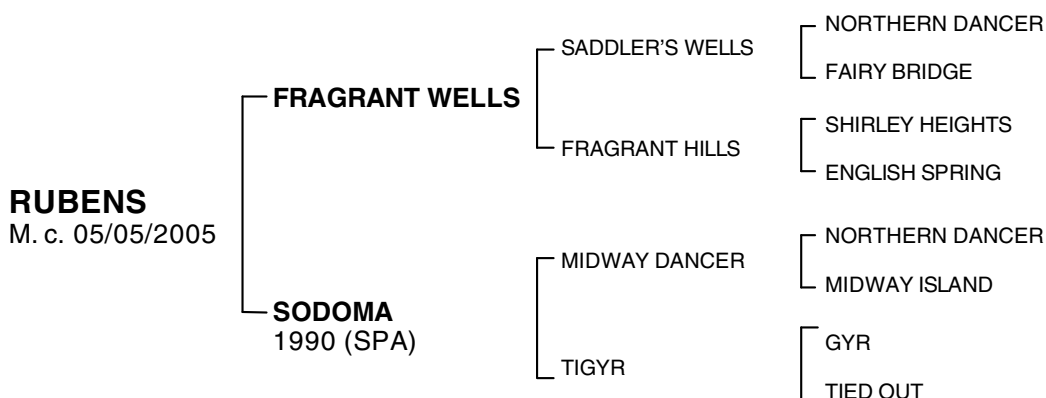 RUBENS
M. c. 05/05/2005
FRAGRANT WELLS
SADDLER'S WELLS
NORTHERN DANCER
FAIRY BRIDGE
FRAGRANT HILLS
SHIRLEY HEIGHTS
ENGLISH SPRING
SODOMA
1990 (SPA)
MIDWAY DANCER
NORTHERN DANCER
MIDWAY ISLAND
TIGYR
GYR
TIED OUT